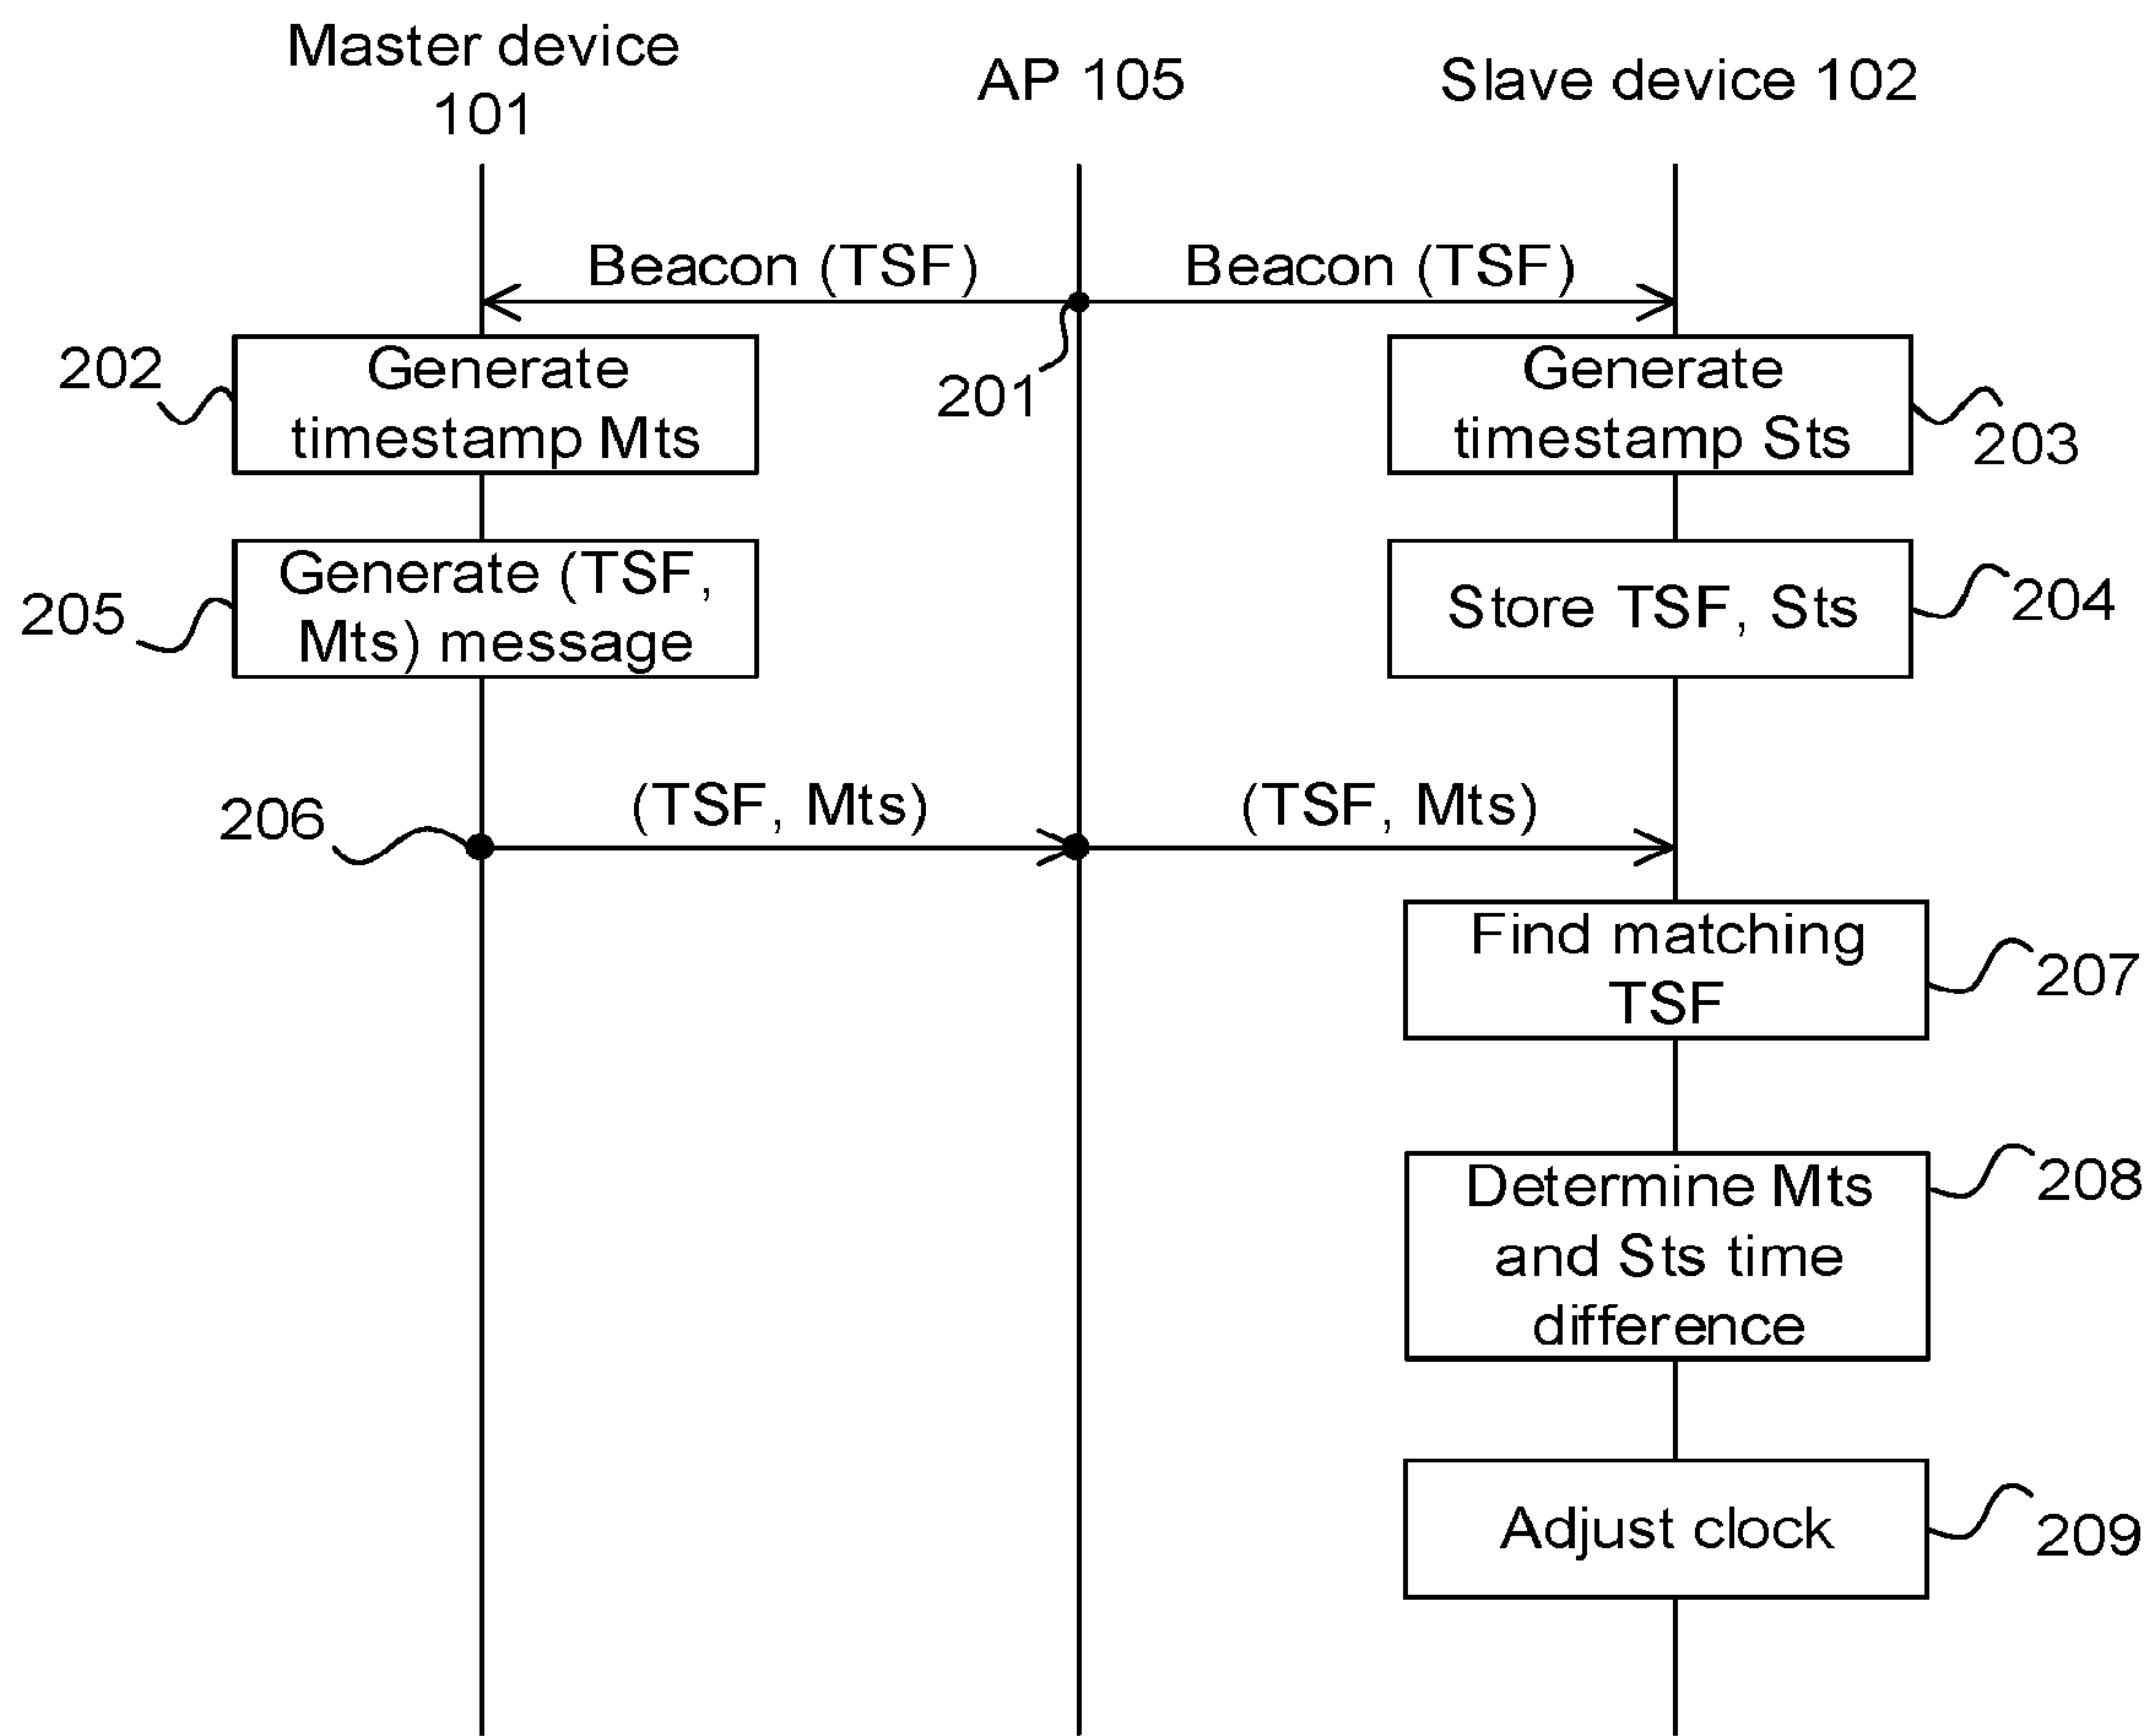 Master device
101
AP 105
Slave device 102
Beacon (TSF)
Beacon (TSF)
201
202
Generate
timestamp Mts
Generate
timestamp Sts
203
205
Generate (TSF,
Mts) message
Store TSF, Sts
204
206
(TSF, Mts)
(TSF, Mts)
Find matching
TSF
207
Determine Mts
and Sts time
difference
208
Adjust clock
209